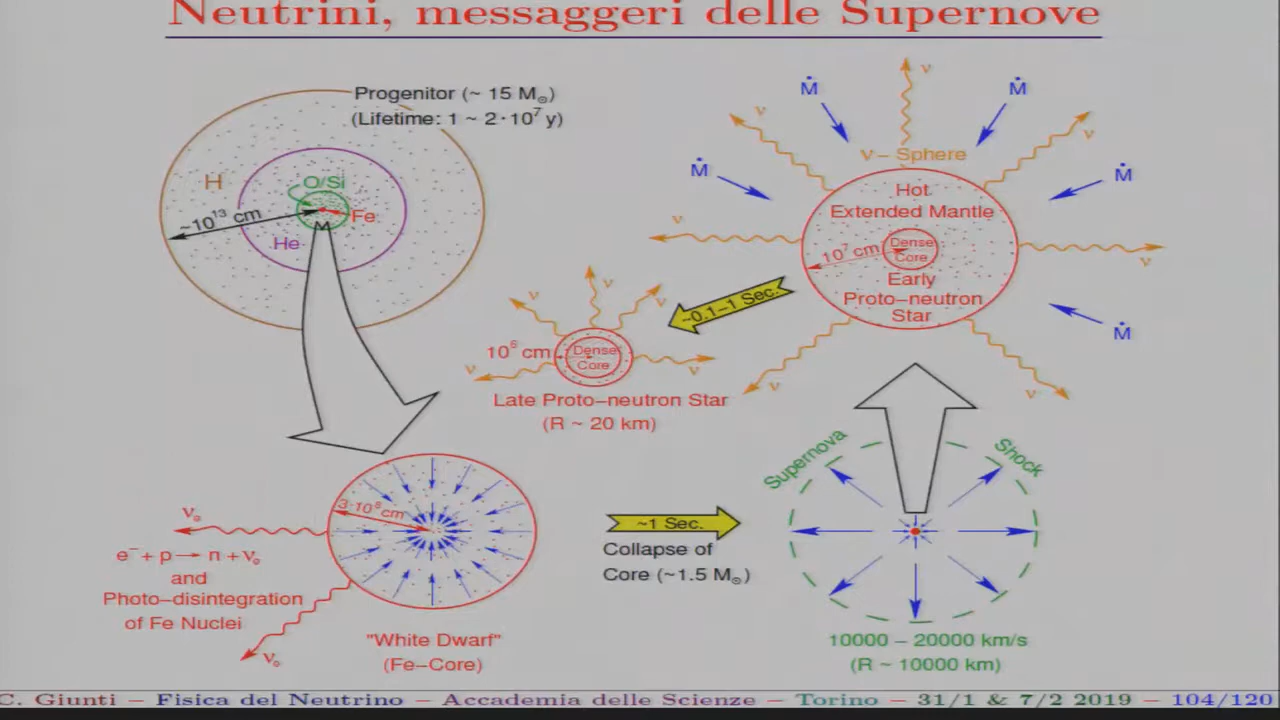 Neutrini, messaggeri delle Supernove
Progenitor (~ 15 M⊙)
(Lifetime: 1 ~ 2·10⁷ y)
H
O/Si
~10¹³ cm
Fe
He
Ṁ
ν
Ṁ
ν
ν
ν – Sphere
Ṁ
Ṁ
Hot
Extended Mantle
ν
10⁷ cm
Dense
Core
ν
Early
Proto–neutron
Star
Ṁ
ν
ν
~0.1–1 Sec.
ν
ν
ν
10⁶ cm
Dense
Core
ν
ν
Late Proto–neutron Star
(R ~ 20 km)
3·10⁸ cm
νₑ
e⁻ + p → n + νₑ
and
Photo–disintegration
of Fe Nuclei
νₑ
"White Dwarf"
(Fe–Core)
~1 Sec.
Collapse of
Core (~1.5 M⊙)
Supernova
Shock
10000 – 20000 km/s
(R ~ 10000 km)
C. Giunti – Fisica del Neutrino – Accademia delle Scienze – Torino – 31/1 & 7/2 2019 – 104/120